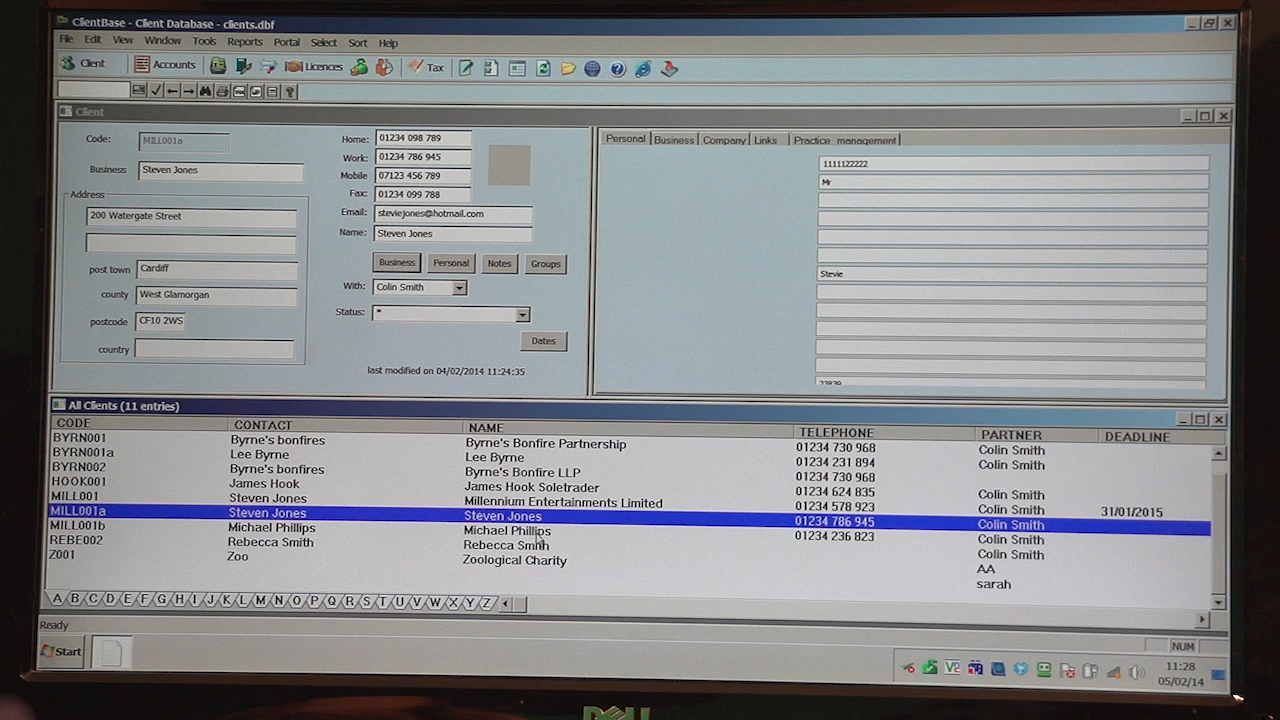 ClientBase - Client Database - clients.dbf
File Edit View Window Tools Reports Portal Select Sort Help
Client Accounts Licences Tax
Client
Code: MILL001a
Business Steven Jones
Address
200 Watergate Street
post town Cardiff
county West Glamorgan
postcode CF10 2WS
country
Home: 01234 098 789
Work: 01234 786 945
Mobile 07123 456 789
Fax: 01234 099 788
Email: steviejones@hotmail.com
Name: Steven Jones
Business Personal Notes Groups
With: Colin Smith
Status: *
Dates
last modified on 04/02/2014 11:24:35
Personal Business Company Links Practice management
1111122222
Mr
Stevie
23839
All Clients (11 entries)
CODE CONTACT NAME TELEPHONE PARTNER DEADLINE
BYRN001 Byrne's bonfires Byrne's Bonfire Partnership 01234 730 968 Colin Smith
BYRN001a Lee Byrne Lee Byrne 01234 231 894 Colin Smith
BYRN002 Byrne's bonfires Byrne's Bonfire LLP 01234 730 968
HOOK001 James Hook James Hook Soletrader 01234 624 835 Colin Smith
MILL001 Steven Jones Millennium Entertainments Limited 01234 578 923 Colin Smith 31/01/2015
MILL001a Steven Jones Steven Jones 01234 786 945 Colin Smith
MILL001b Michael Phillips Michael Phillips 01234 236 823 Colin Smith
REBE002 Rebecca Smith Rebecca Smith Colin Smith
Z001 Zoo Zoological Charity AA
sarah
A B C D E F G H I J K L M N O P Q R S T U V W X Y Z
Ready
NUM
Start
11:28
05/02/14
DELL